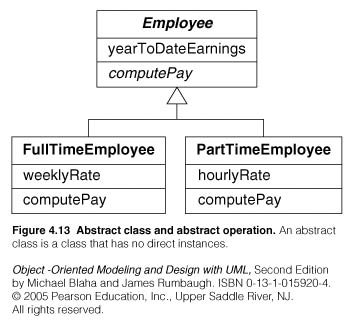 Employee
yearToDateEarnings
computePay
FullTimeEmployee
weeklyRate
computePay
PartTimeEmployee
hourlyRate
computePay
Figure 4.13 Abstract class and abstract operation. An abstract
class is a class that has no direct instances.
Object -Oriented Modeling and Design with UML, Second Edition
by Michael Blaha and James Rumbaugh. ISBN 0-13-1-015920-4.
© 2005 Pearson Education, Inc., Upper Saddle River, NJ.
All rights reserved.